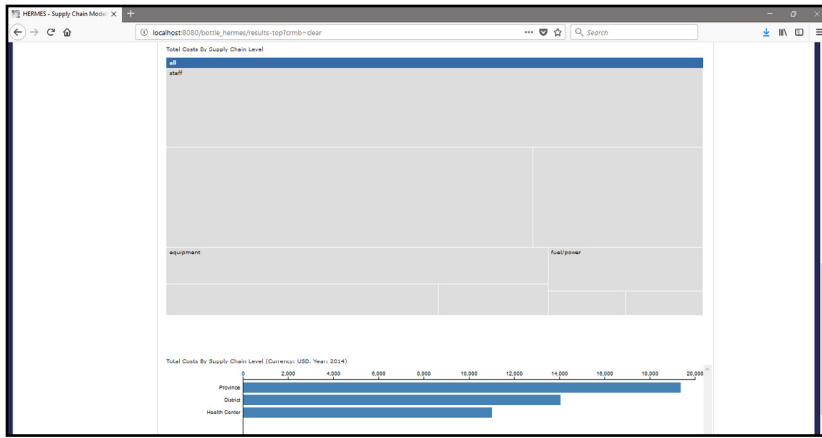 HERMES - Supply Chain Model
localhost:8080/bottle_hermes/results-top?crmb=clear
Search
Total Costs By Supply Chain Level
all
staff
equipment
fuel/power
Total Costs By Supply Chain Level (Currency: USD. Year: 2014)
0 2,000 4,000 6,000 8,000 10,000 12,000 14,000 16,000 18,000 20,000
Province
District
Health Center